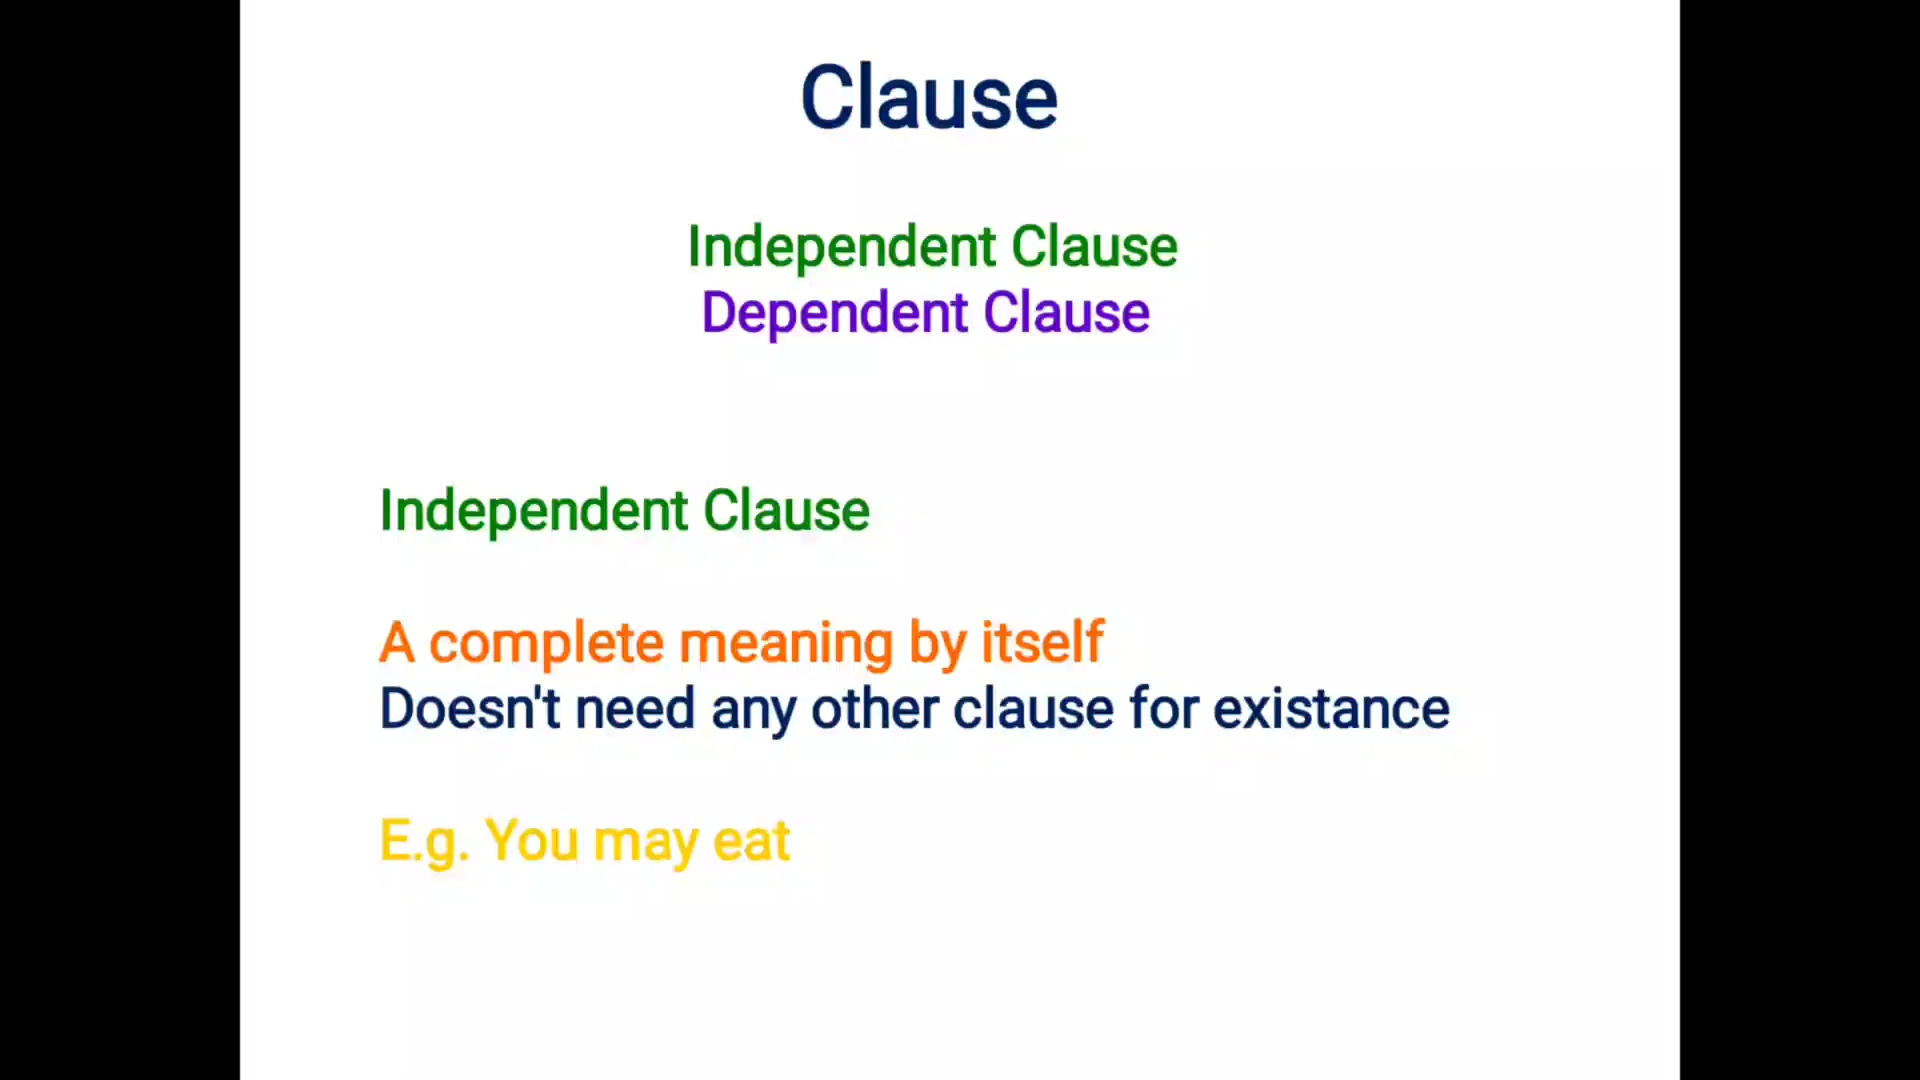 Clause
Independent Clause
Dependent Clause
Independent Clause
A complete meaning by itself
Doesn't need any other clause for existance
E.g. You may eat